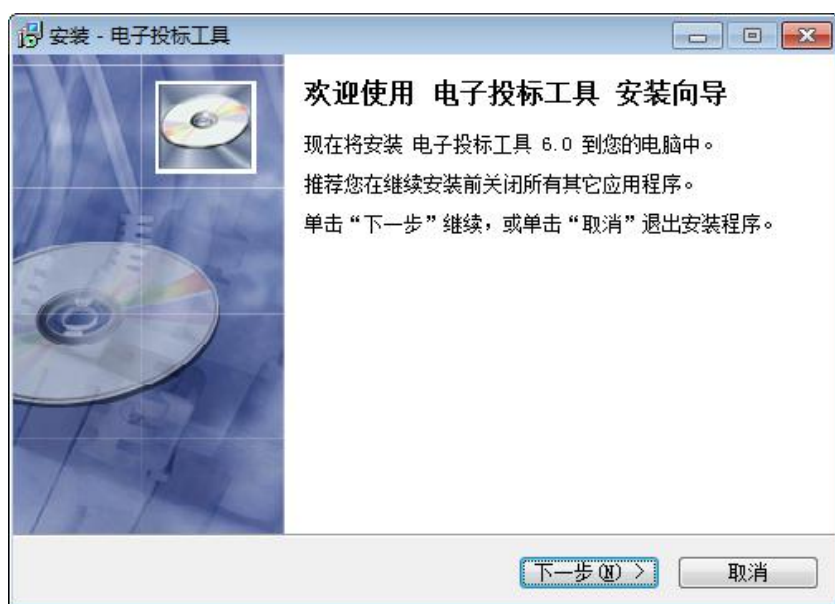 安装 - 电子投标工具
欢迎使用 电子投标工具 安装向导
现在将安装 电子投标工具 6.0 到您的电脑中。
推荐您在继续安装前关闭所有其它应用程序。
单击“下一步”继续，或单击“取消”退出安装程序。
下一步(N) >
取消